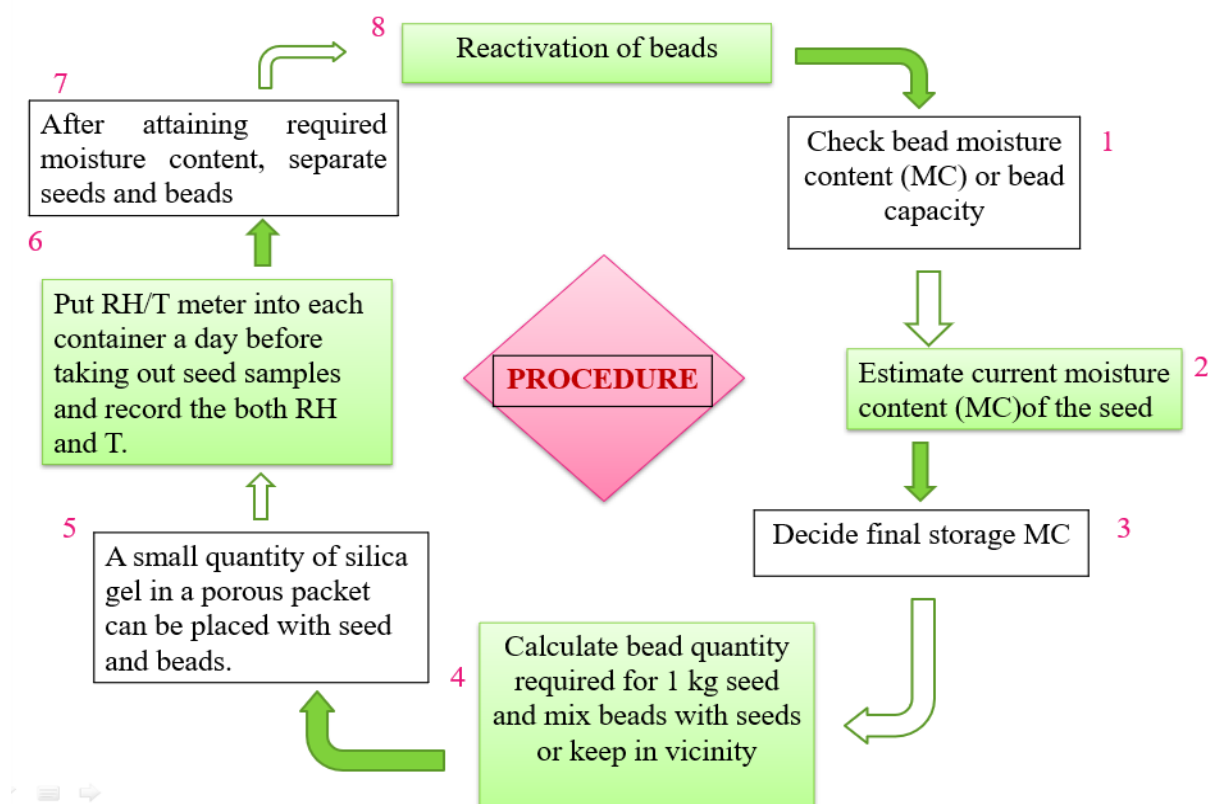 8
Reactivation of beads
1
Check bead moisture
content (MC) or bead
capacity
2
Estimate current moisture
content (MC)of the seed
3
Decide final storage MC
4
Calculate bead quantity
required for 1 kg seed
and mix beads with seeds
or keep in vicinity
5
A small quantity of silica
gel in a porous packet
can be placed with seed
and beads.
6
Put RH/T meter into each
container a day before
taking out seed samples
and record the both RH
and T.
7
After attaining required
moisture content, separate
seeds and beads
PROCEDURE